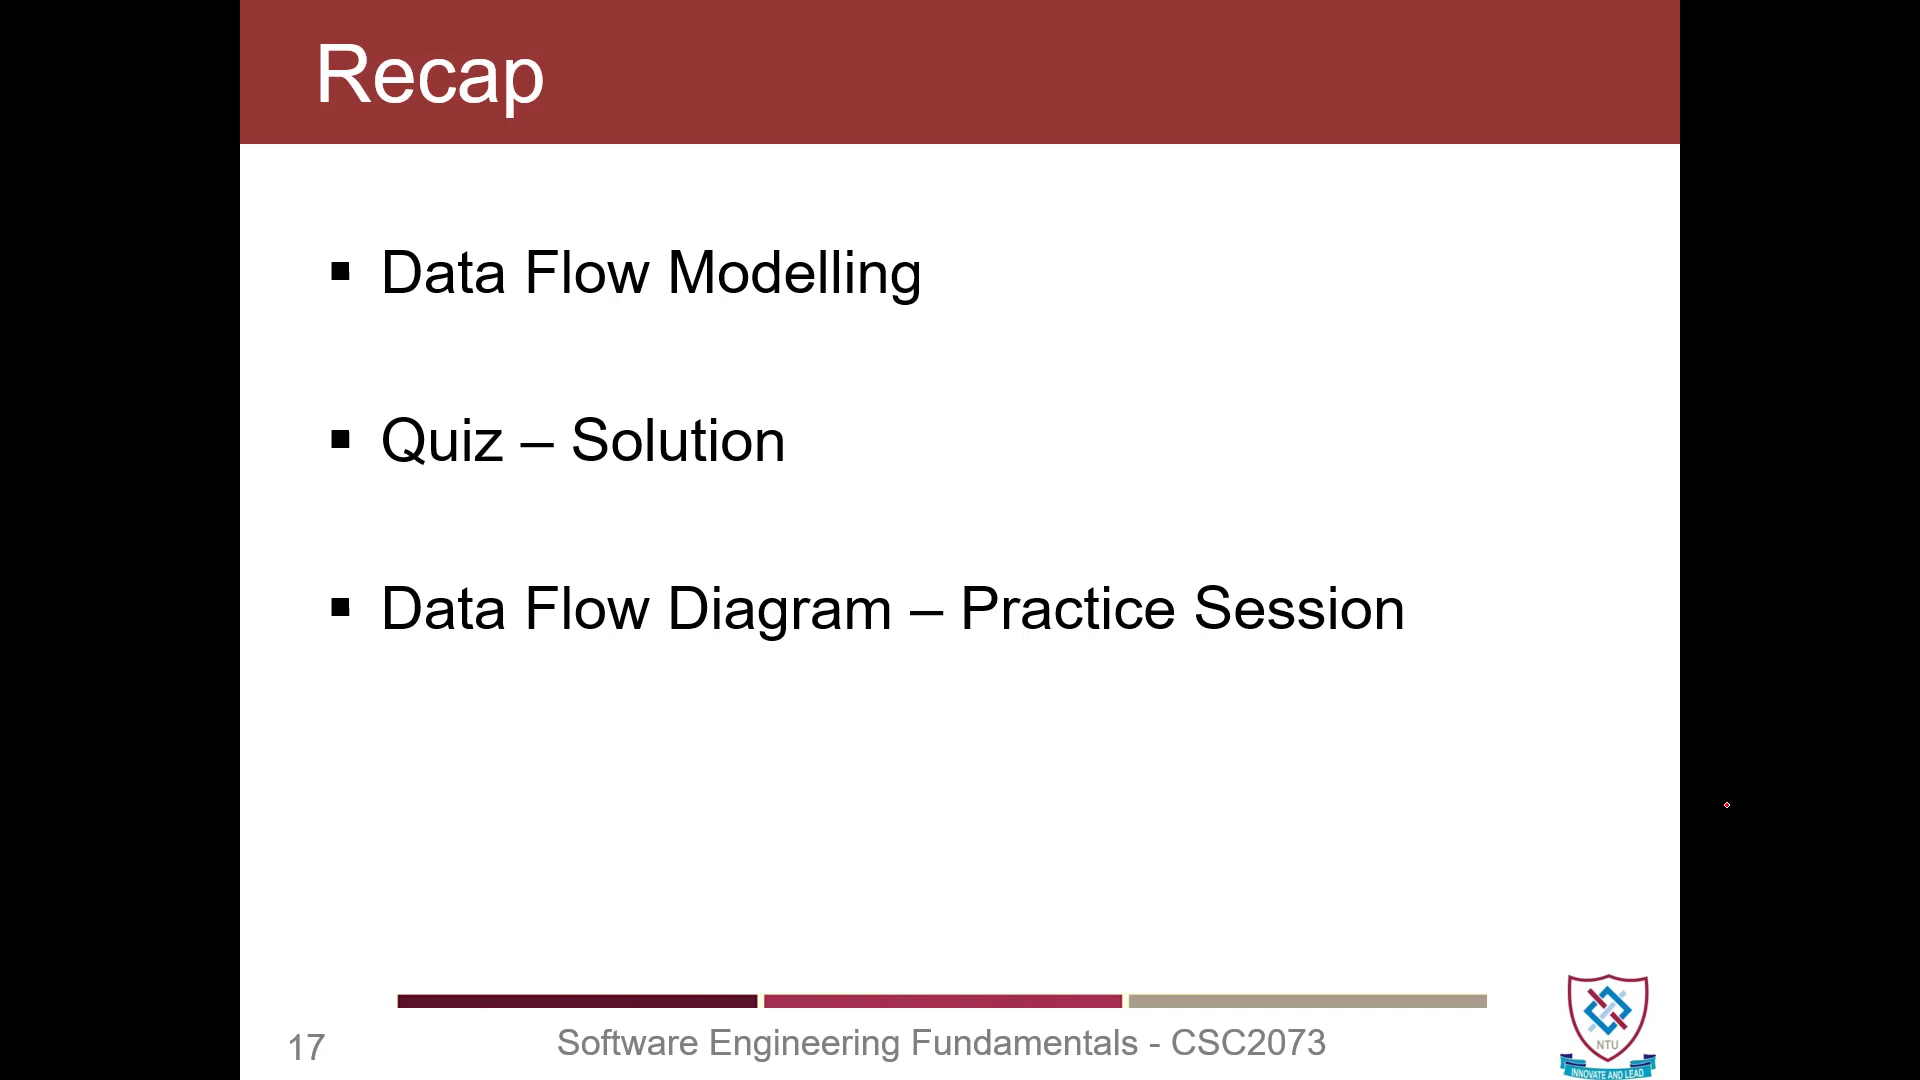 Recap
▪ Data Flow Modelling
▪ Quiz – Solution
▪ Data Flow Diagram – Practice Session
17
Software Engineering Fundamentals - CSC2073
NTU
INNOVATE AND LEAD